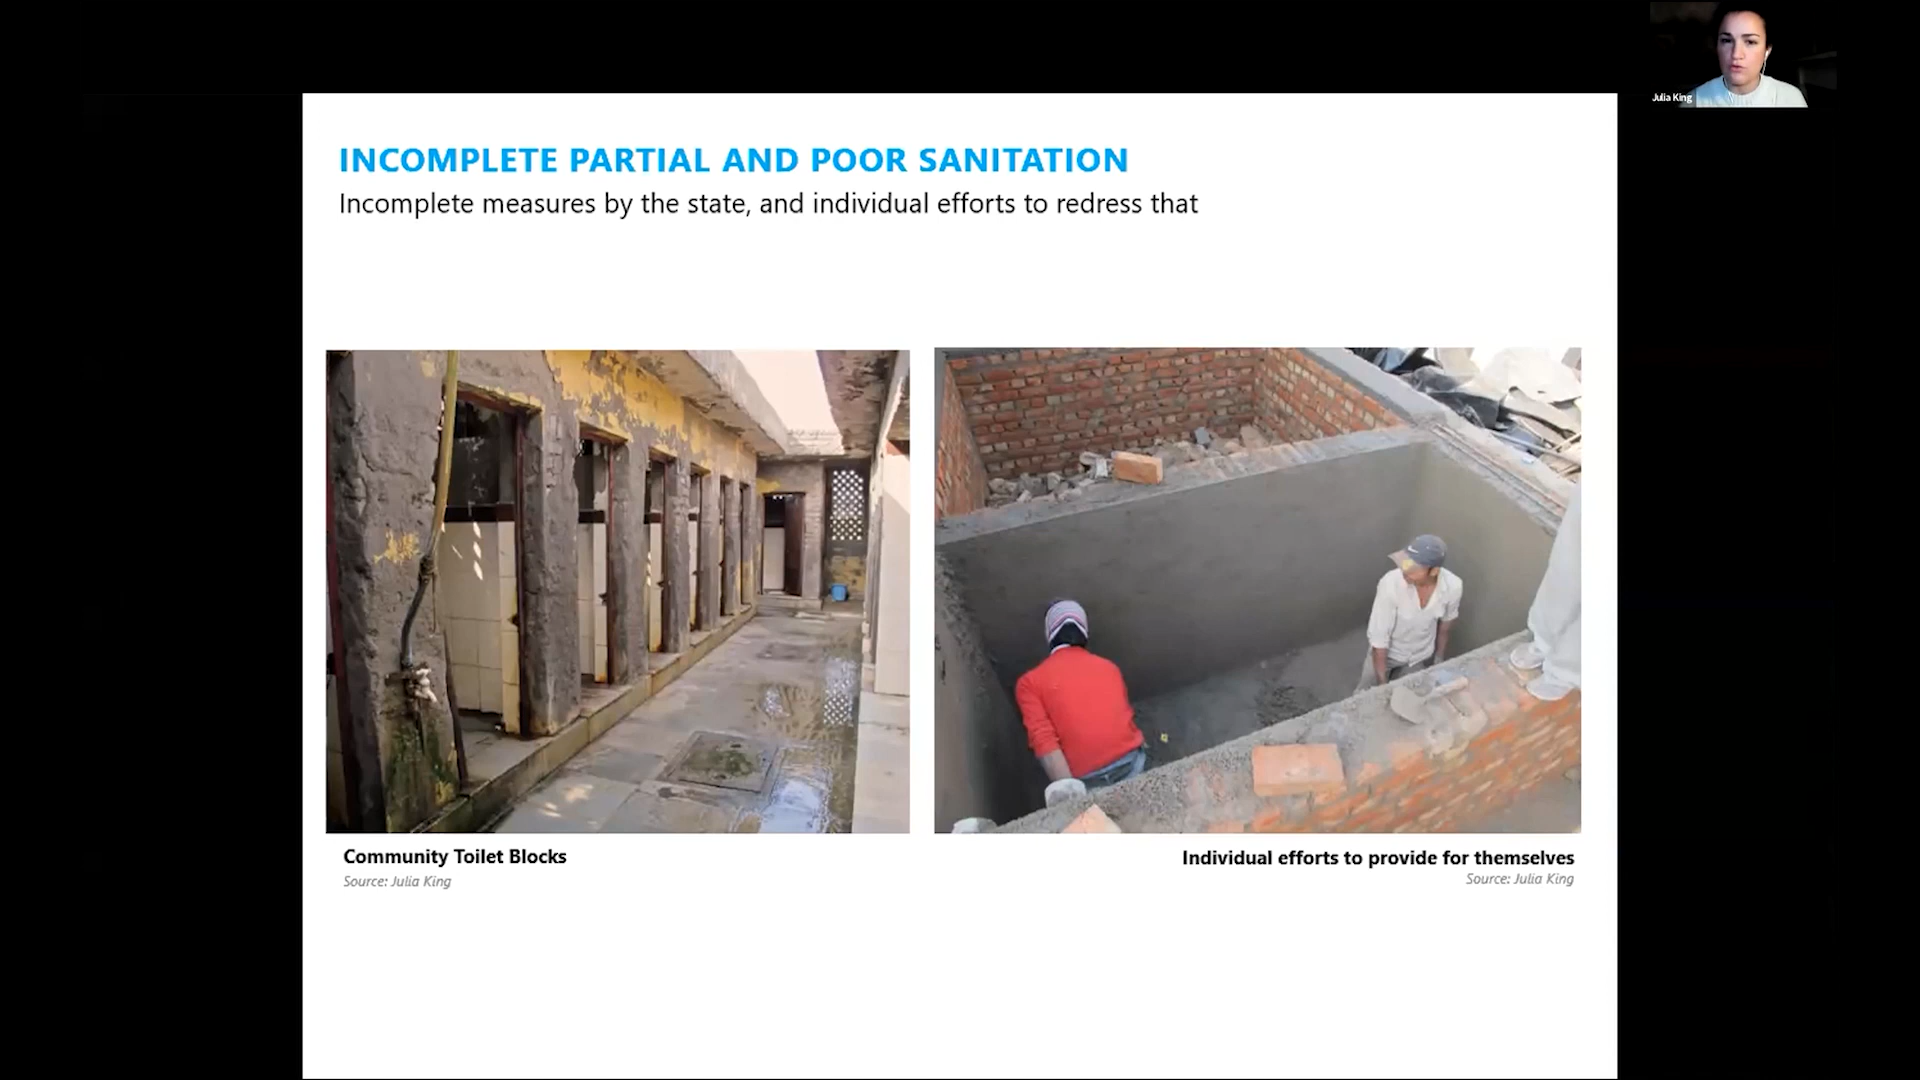 Julia King
INCOMPLETE PARTIAL AND POOR SANITATION
Incomplete measures by the state, and individual efforts to redress that
Community Toilet Blocks
Source: Julia King
Individual efforts to provide for themselves
Source: Julia King